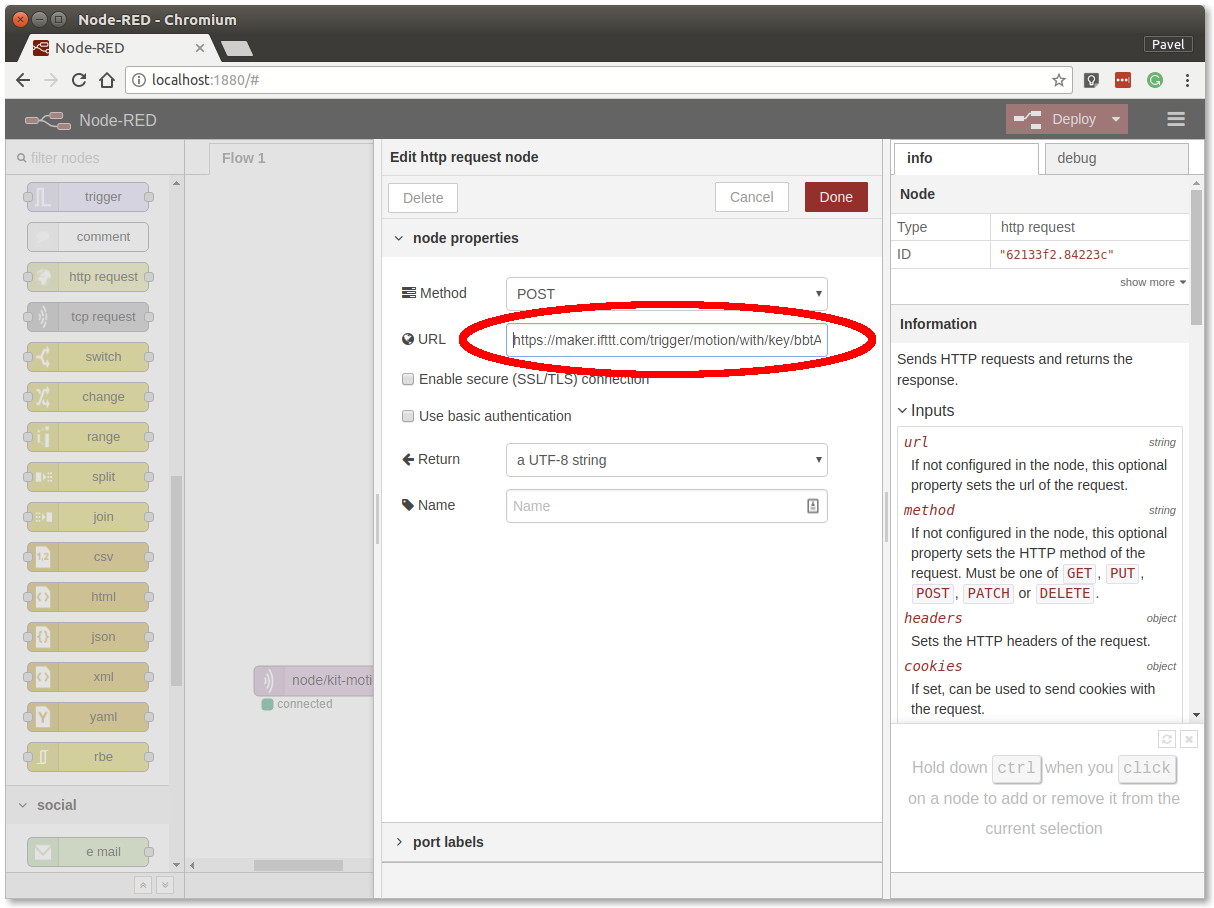 Node-RED - Chromium
Node-RED
Pavel
localhost:1880/#
Node-RED
Deploy
filter nodes
trigger
comment
http request
tcp request
switch
change
range
split
join
1,2
csv
html
json
xml
yaml
rbe
social
e mail
Flow 1
node/kit-moti
connected
Edit http request node
Delete
Cancel
Done
node properties
Method
POST
URL
https://maker.ifttt.com/trigger/motion/with/key/bbtA
Enable secure (SSL/TLS) connection
Use basic authentication
Return
a UTF-8 string
Name
Name
port labels
info
debug
Node
Type http request
ID "62133f2.84223c"
show more
Information
Sends HTTP requests and returns the
response.
Inputs
url string
If not configured in the node, this optional
property sets the url of the request.
method string
If not configured in the node, this optional
property sets the HTTP method of the
request. Must be one of GET, PUT,
POST, PATCH or DELETE.
headers object
Sets the HTTP headers of the request.
cookies object
If set, can be used to send cookies with
the request.
Hold down ctrl when you click
on a node to add or remove it from the
current selection